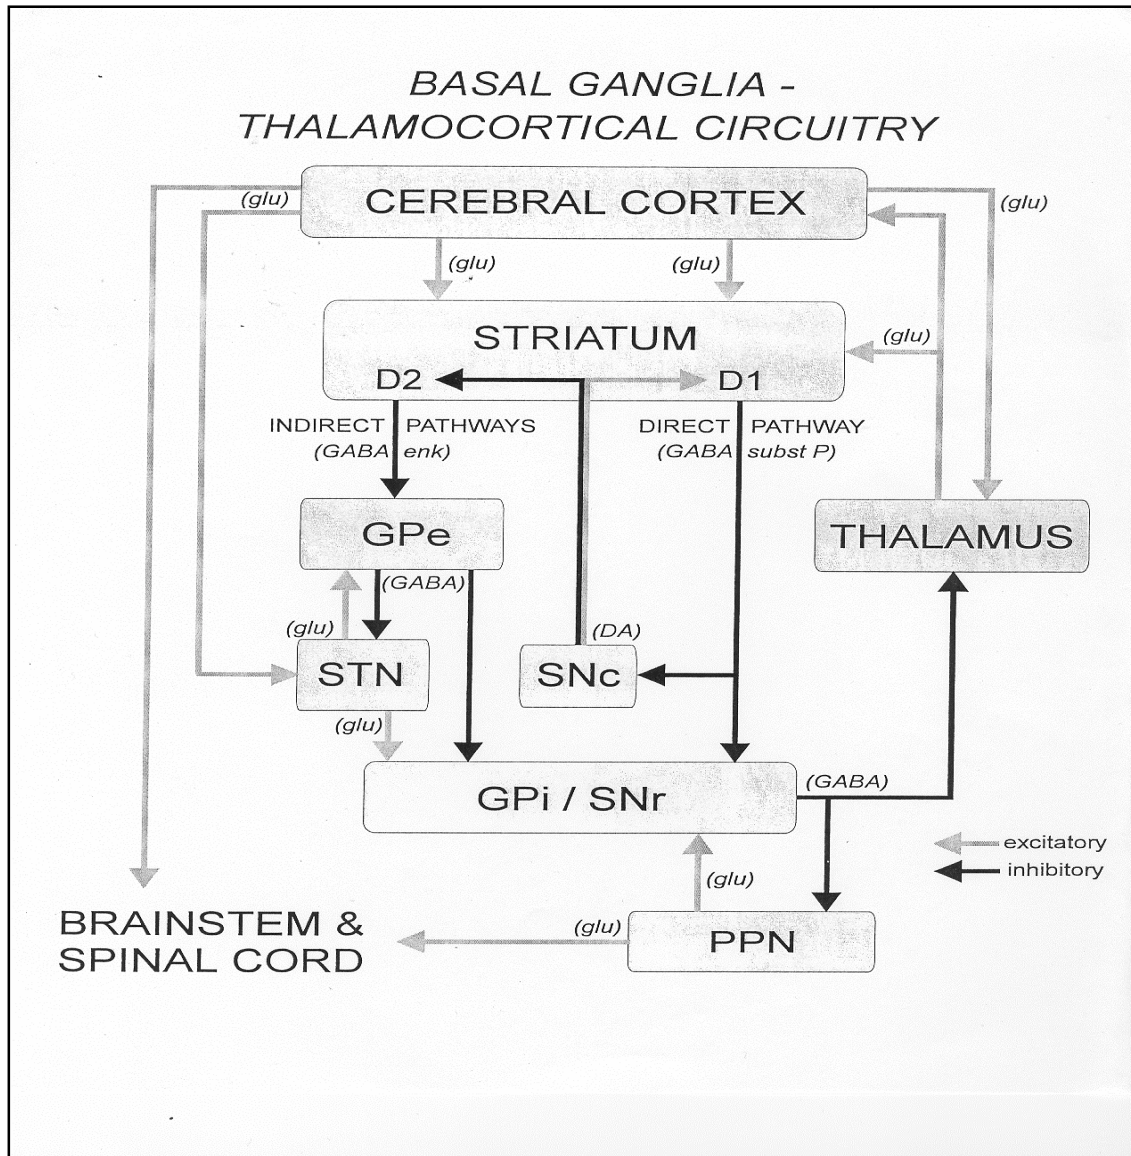 BASAL GANGLIA -
THALAMOCORTICAL CIRCUITRY
(glu)
CEREBRAL CORTEX
(glu)
(glu)
(glu)
STRIATUM
(glu)
D2
D1
INDIRECT PATHWAYS
(GABA enk)
DIRECT PATHWAY
(GABA subst P)
GPe
THALAMUS
(GABA)
(glu)
(DA)
STN
SNc
(glu)
GPi / SNr
(GABA)
excitatory
inhibitory
(glu)
BRAINSTEM &
SPINAL CORD
(glu)
PPN